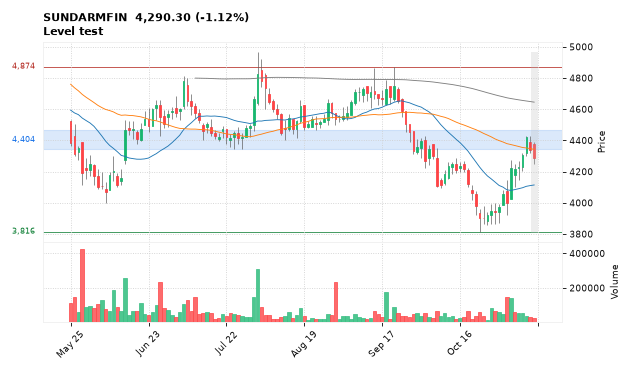 SUNDARMFIN 4,290.30 (-1.12%)
Level test
5000
4,874
4800
4600
4,404
4400
Price
4200
4000
3,816
3800
400000
200000
Volume
May 25
Jun 23
Jul 22
Aug 19
Sep 17
Oct 16